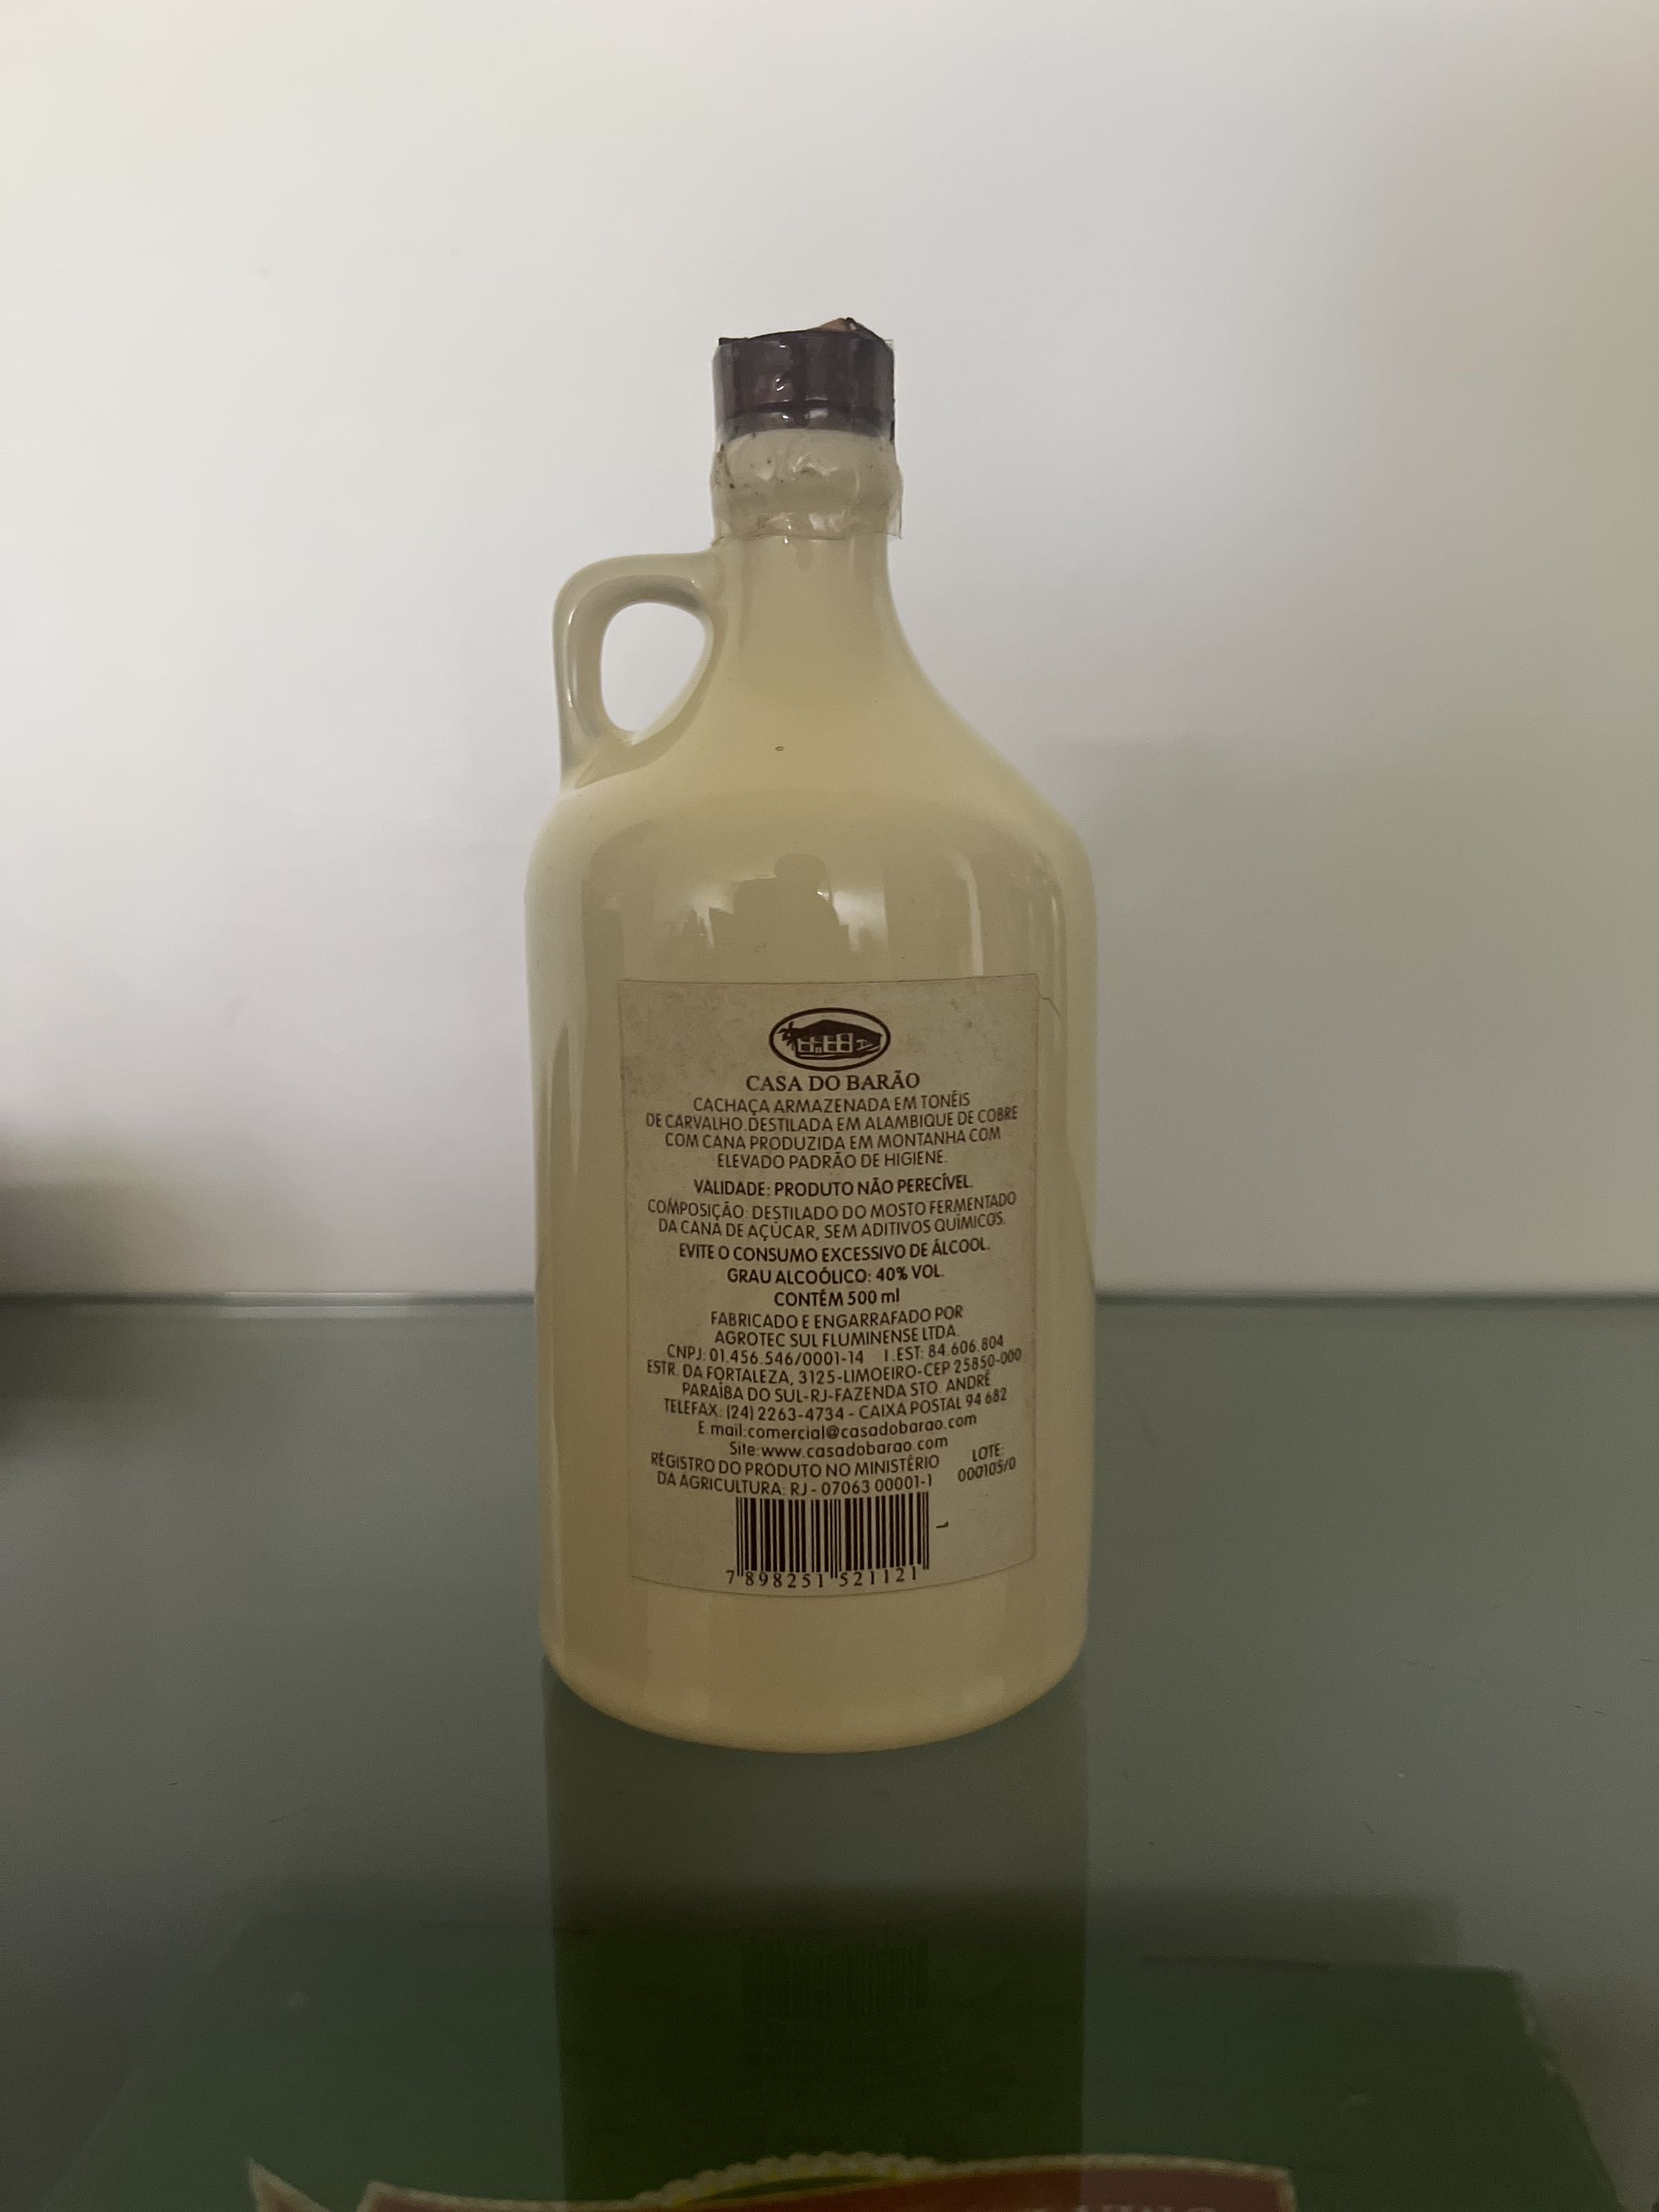 CASA DO BARÃO
CACHAÇA ARMAZENADA EM TONÉIS
DE CARVALHO.DESTILADA EM ALAMBIQUE DE COBRE
COM CANA PRODUZIDA EM MONTANHA COM
ELEVADO PADRÃO DE HIGIENE.
VALIDADE: PRODUTO NÃO PERECÍVEL.
COMPOSIÇÃO: DESTILADO DO MOSTO FERMENTADO
DA CANA DE AÇÚCAR, SEM ADITIVOS QUÍMICOS.
EVITE O CONSUMO EXCESSIVO DE ÁLCOOL.
GRAU ALCOÓLICO: 40% VOL.
CONTÉM 500 ml
FABRICADO E ENGARRAFADO POR
AGROTEC SUL FLUMINENSE LTDA.
CNPJ: 01.456.546/0001-14 I.EST: 84.606.804
ESTR. DA FORTALEZA, 3125-LIMOEIRO-CEP 25850-000
PARAÍBA DO SUL-RJ-FAZENDA STO. ANDRÉ
TELEFAX: (24) 2263-4734 - CAIXA POSTAL 94 682
E.mail:comercial@casadobarao.com
Site:www.casadobarao.com
REGISTRO DO PRODUTO NO MINISTÉRIO
DA AGRICULTURA: RJ - 07063 00001-1
LOTE:
000105/0
7 898251 521121